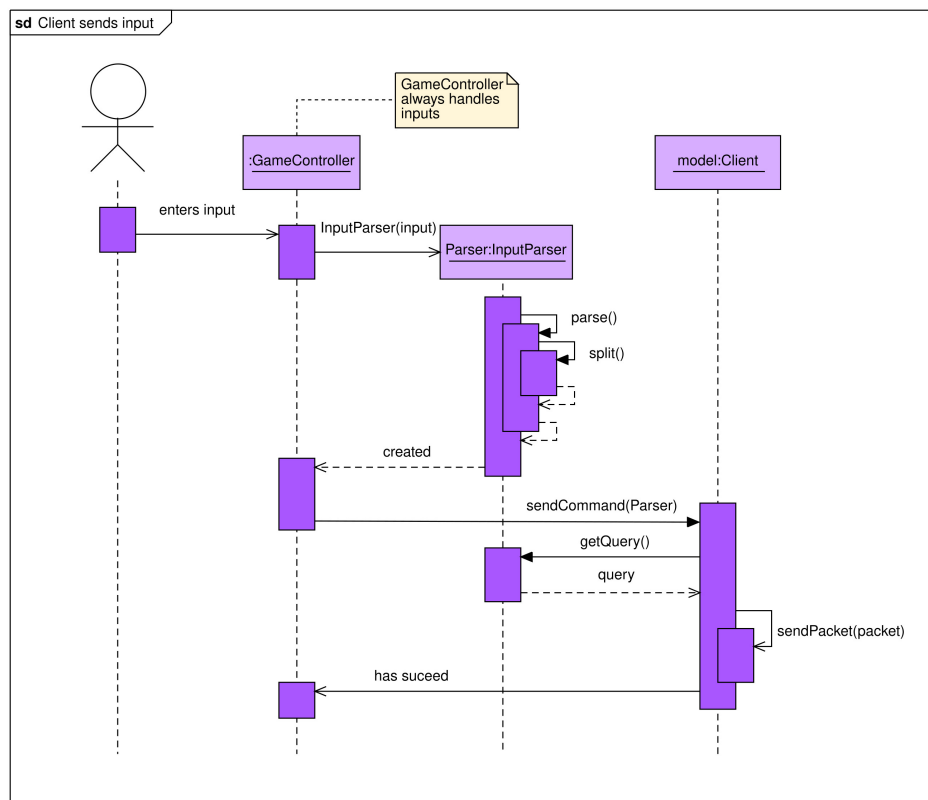 sd Client sends input
GameController
always handles
inputs
:GameController
model:Client
enters input
InputParser(input)
Parser:InputParser
parse()
split()
created
sendCommand(Parser)
getQuery()
query
sendPacket(packet)
has suceed